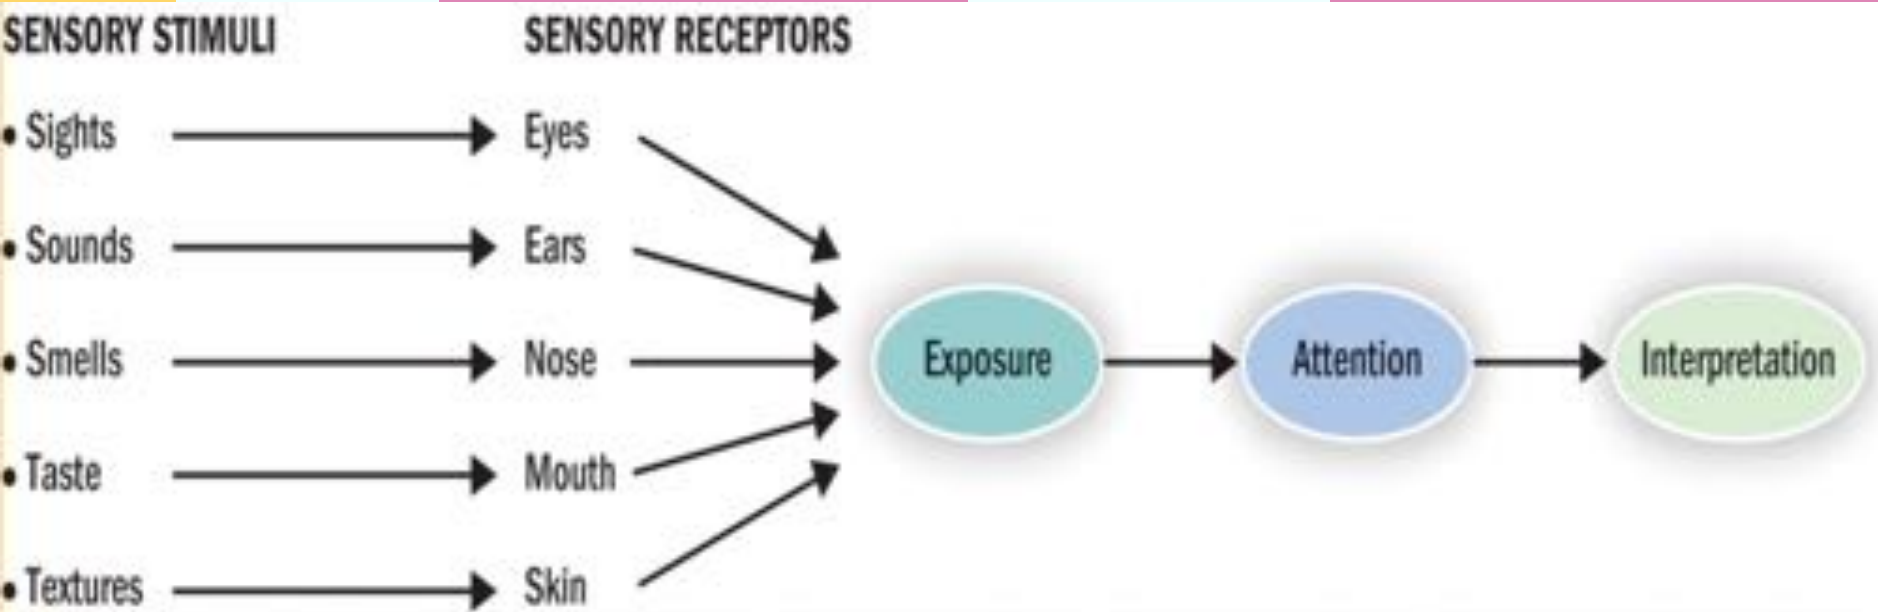 SENSORY STIMULI SENSORY RECEPTORS
• Sights Eyes
• Sounds Ears
• Smells Nose Exposure Attention Interpretation
• Taste Mouth
• Textures Skin